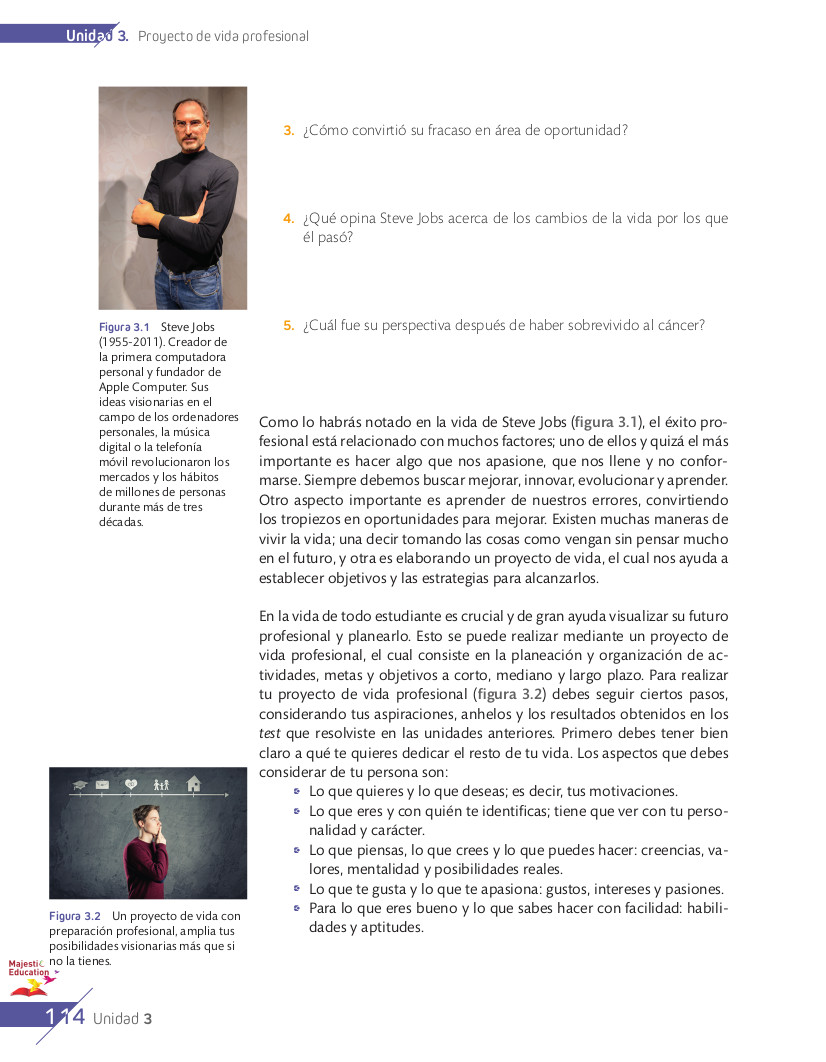 Unidad 3. Proyecto de vida profesional
3. ¿Cómo convirtió su fracaso en área de oportunidad?
4. ¿Qué opina Steve Jobs acerca de los cambios de la vida por los que
él pasó?
5. ¿Cuál fue su perspectiva después de haber sobrevivido al cáncer?
Figura 3.1 Steve Jobs
(1955-2011). Creador de
la primera computadora
personal y fundador de
Apple Computer. Sus
ideas visionarias en el
campo de los ordenadores
personales, la música
digital o la telefonía
móvil revolucionaron los
mercados y los hábitos
de millones de personas
durante más de tres
décadas.
Como lo habrás notado en la vida de Steve Jobs (figura 3.1), el éxito pro-
fesional está relacionado con muchos factores; uno de ellos y quizá el más
importante es hacer algo que nos apasione, que nos llene y no confor-
marse. Siempre debemos buscar mejorar, innovar, evolucionar y aprender.
Otro aspecto importante es aprender de nuestros errores, convirtiendo
los tropiezos en oportunidades para mejorar. Existen muchas maneras de
vivir la vida; una decir tomando las cosas como vengan sin pensar mucho
en el futuro, y otra es elaborando un proyecto de vida, el cual nos ayuda a
establecer objetivos y las estrategias para alcanzarlos.
En la vida de todo estudiante es crucial y de gran ayuda visualizar su futuro
profesional y planearlo. Esto se puede realizar mediante un proyecto de
vida profesional, el cual consiste en la planeación y organización de ac-
tividades, metas y objetivos a corto, mediano y largo plazo. Para realizar
tu proyecto de vida profesional (figura 3.2) debes seguir ciertos pasos,
considerando tus aspiraciones, anhelos y los resultados obtenidos en los
test que resolviste en las unidades anteriores. Primero debes tener bien
claro a qué te quieres dedicar el resto de tu vida. Los aspectos que debes
considerar de tu persona son:
Lo que quieres y lo que deseas; es decir, tus motivaciones.
Lo que eres y con quién te identificas; tiene que ver con tu perso-
nalidad y carácter.
Lo que piensas, lo que crees y lo que puedes hacer: creencias, va-
lores, mentalidad y posibilidades reales.
Lo que te gusta y lo que te apasiona: gustos, intereses y pasiones.
Para lo que eres bueno y lo que sabes hacer con facilidad: habili-
dades y aptitudes.
Figura 3.2 Un proyecto de vida con
preparación profesional, amplia tus
posibilidades visionarias más que si
no la tienes.
Majestic
Education
114 Unidad 3